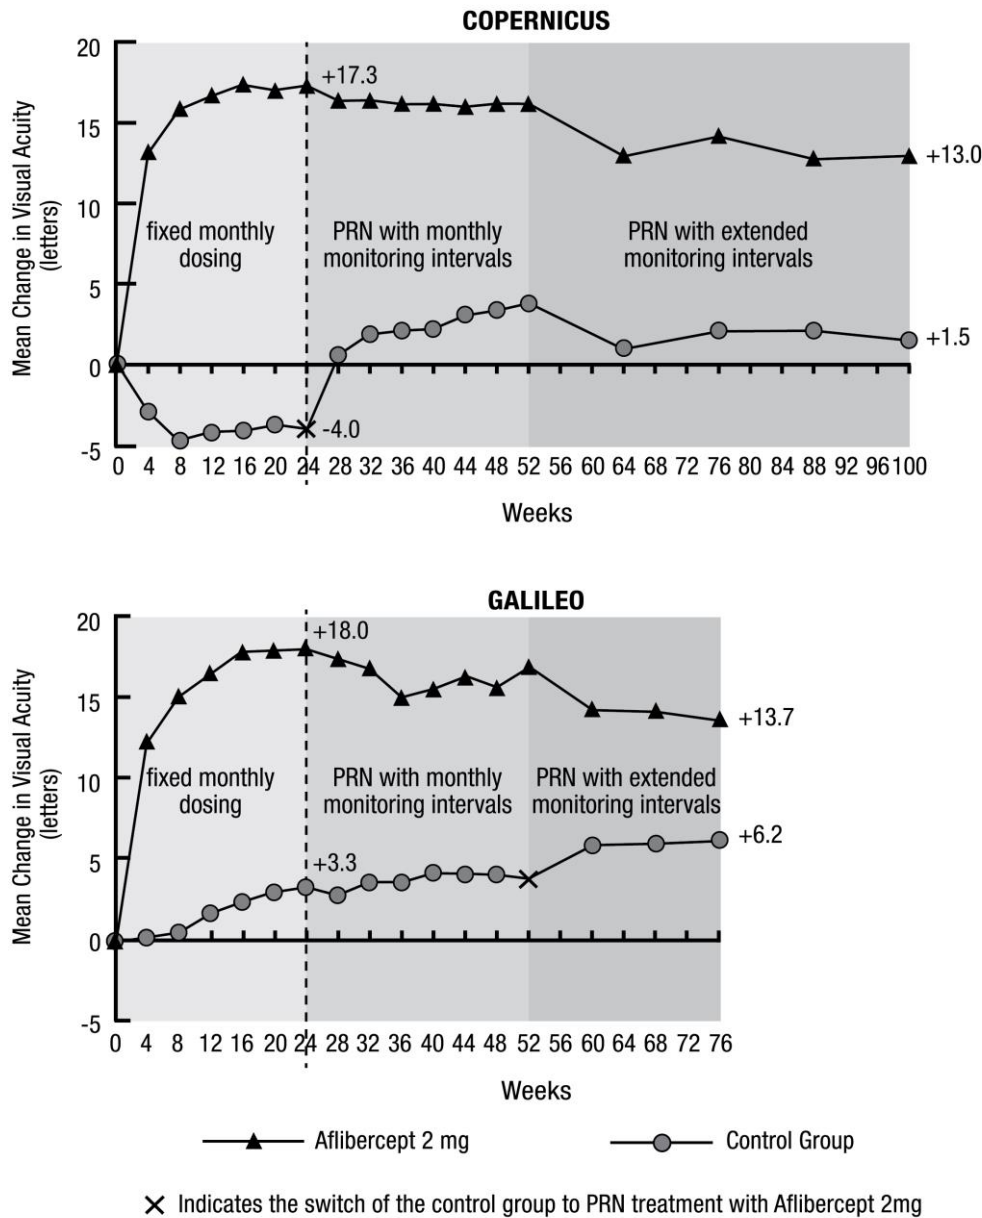 COPERNICUS
Mean Change in Visual Acuity
(letters)
20
15
10
5
0
-5
+17.3
+13.0
fixed monthly
dosing
PRN with monthly
monitoring intervals
PRN with extended
monitoring intervals
+1.5
-4.0
0 4 8 12 16 20 24 28 32 36 40 44 48 52 56 60 64 68 72 76 80 84 88 92 96 100
Weeks
GALILEO
Mean Change in Visual Acuity
(letters)
20
15
10
5
0
-5
+18.0
+13.7
fixed monthly
dosing
PRN with monthly
monitoring intervals
PRN with extended
monitoring intervals
+3.3
+6.2
0 4 8 12 16 20 24 28 32 36 40 44 48 52 56 60 64 68 72 76
Weeks
Aflibercept 2 mg
Control Group
Indicates the switch of the control group to PRN treatment with Aflibercept 2mg